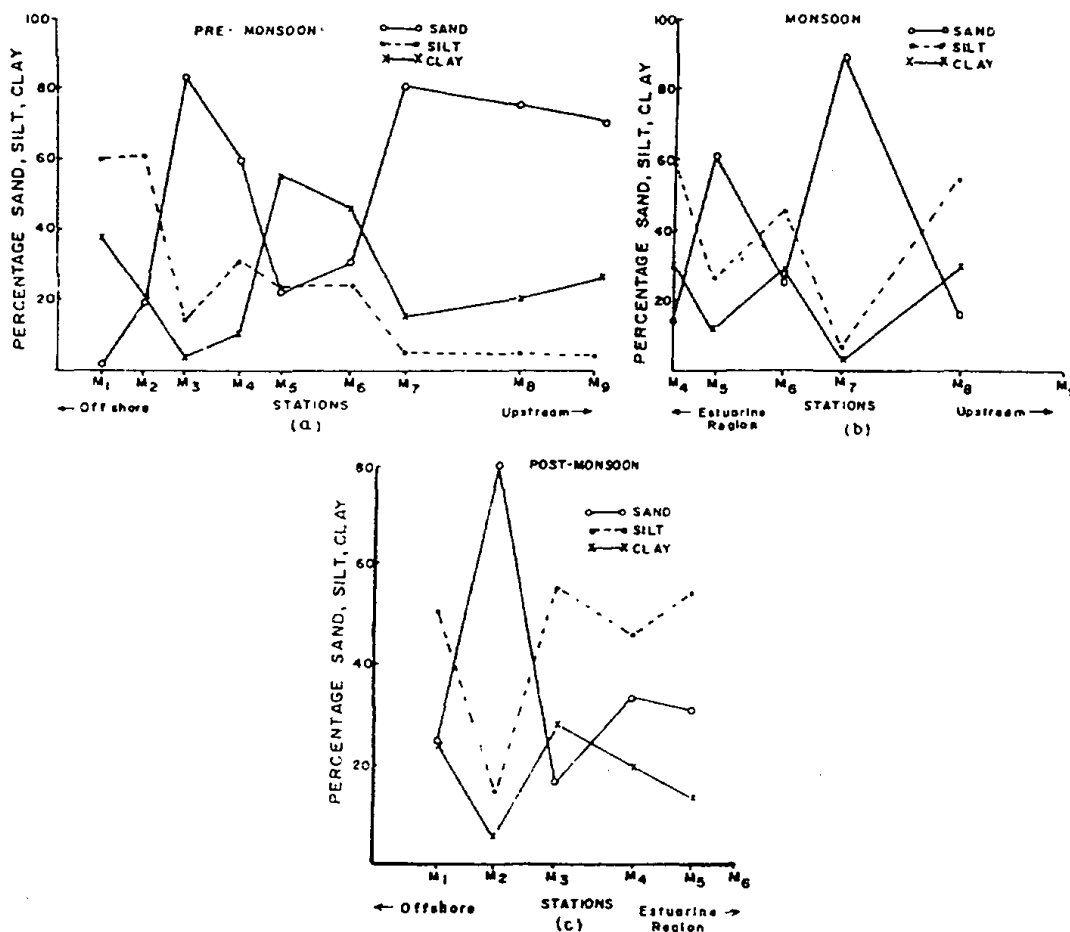 PRE-MONSOON
SAND
SILT
CLAY
PERCENTAGE SAND, SILT, CLAY
100
80
60
40
20
M1 M2 M3 M4 M5 M6 M7 M8 M9
← Offshore STATIONS Upstream →
(a)
MONSOON
SAND
SILT
CLAY
PERCENTAGE SAND, SILT, CLAY
100
80
60
40
20
M4 M5 M6 M7 M8 M9
← Estuarine Region STATIONS Upstream →
(b)
POST-MONSOON
SAND
SILT
CLAY
PERCENTAGE SAND, SILT, CLAY
80
60
40
20
M1 M2 M3 M4 M5 M6
← Offshore STATIONS Estuarine → Region
(c)